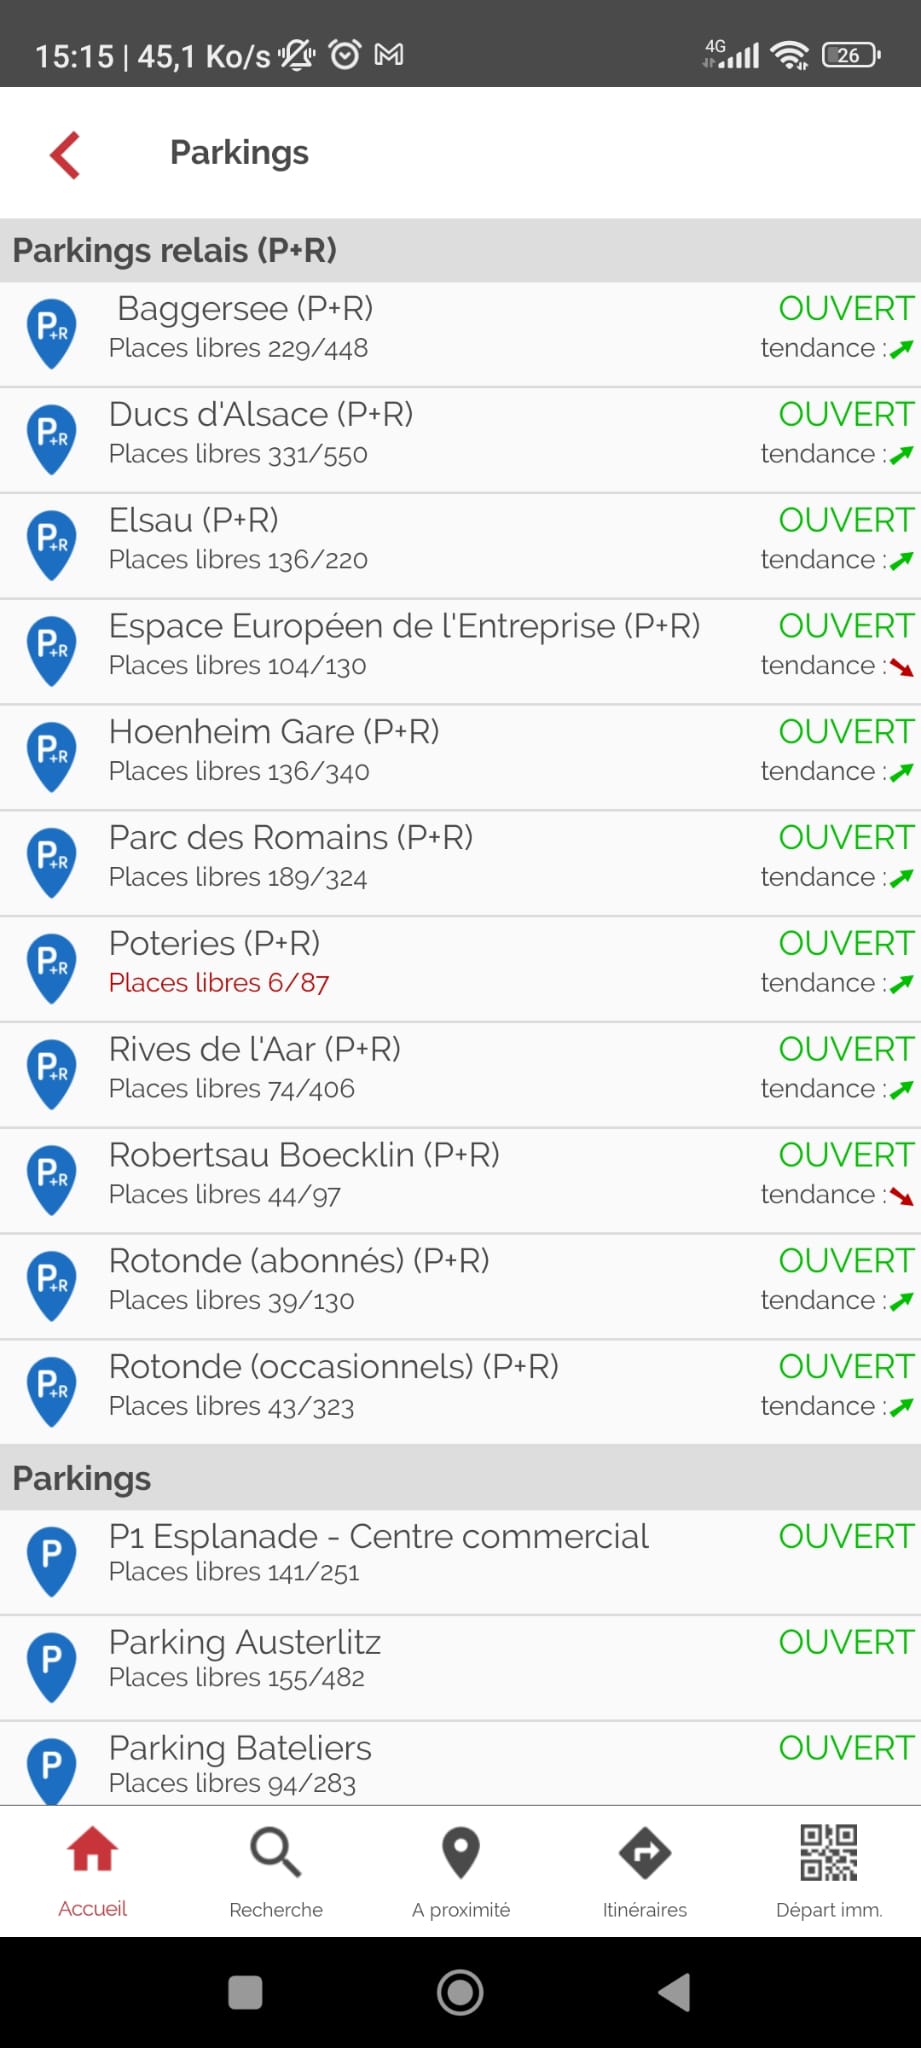 15:15 | 45,1 Ko/s
4G
26
Parkings
Parkings relais (P+R)
P+R
Baggersee (P+R)
OUVERT
Places libres 229/448
tendance :
P+R
Ducs d'Alsace (P+R)
OUVERT
Places libres 331/550
tendance :
P+R
Elsau (P+R)
OUVERT
Places libres 136/220
tendance :
P+R
Espace Européen de l'Entreprise (P+R)
OUVERT
Places libres 104/130
tendance :
P+R
Hoenheim Gare (P+R)
OUVERT
Places libres 136/340
tendance :
P+R
Parc des Romains (P+R)
OUVERT
Places libres 189/324
tendance :
P+R
Poteries (P+R)
OUVERT
Places libres 6/87
tendance :
P+R
Rives de l'Aar (P+R)
OUVERT
Places libres 74/406
tendance :
P+R
Robertsau Boecklin (P+R)
OUVERT
Places libres 44/97
tendance :
P+R
Rotonde (abonnés) (P+R)
OUVERT
Places libres 39/130
tendance :
P+R
Rotonde (occasionnels) (P+R)
OUVERT
Places libres 43/323
tendance :
Parkings
P
P1 Esplanade - Centre commercial
OUVERT
Places libres 141/251
P
Parking Austerlitz
OUVERT
Places libres 155/482
P
Parking Bateliers
OUVERT
Places libres 94/283
Accueil
Recherche
A proximité
Itinéraires
Départ imm.